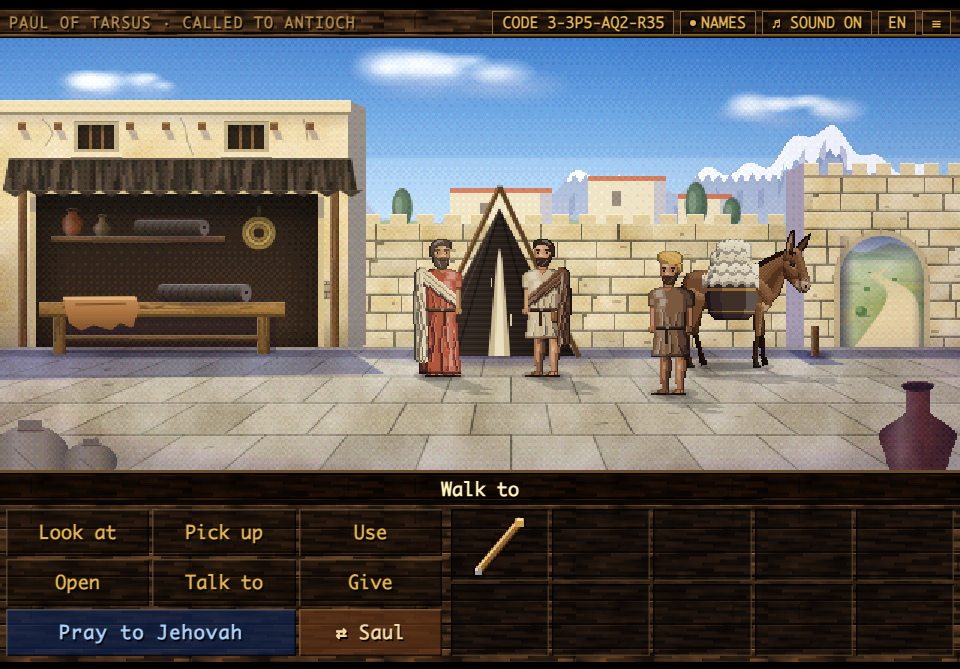 PAUL OF TARSUS · CALLED TO ANTIOCH
CODE 3-3P5-AQ2-R35
• NAMES
♬ SOUND ON
EN
≡
Walk to
Look at
Pick up
Use
Open
Talk to
Give
Pray to Jehovah
⇄ Saul